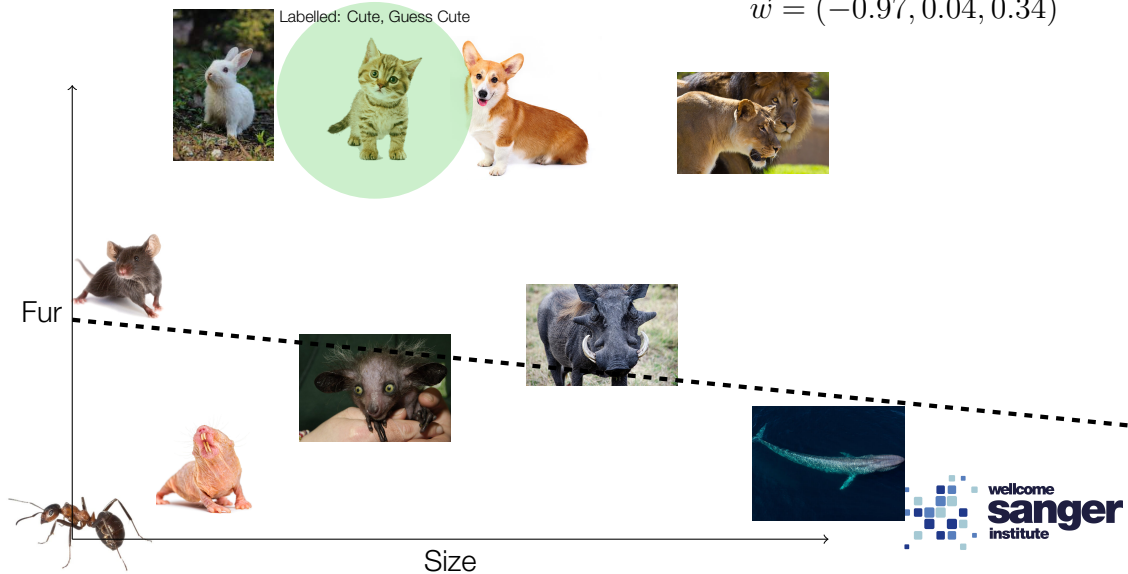 Labelled: Cute, Guess Cute
w = (−0.97, 0.04, 0.34)
Fur
Size
wellcome
sanger
institute